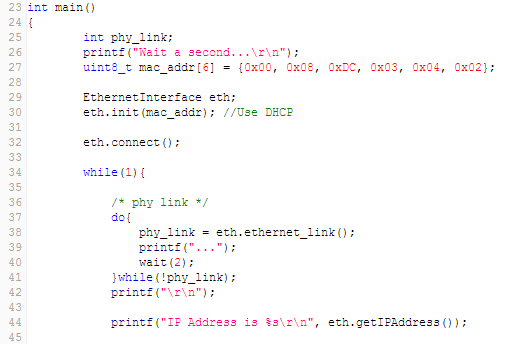 23 int main()
24 {
25 int phy_link;
26 printf("Wait a second...\r\n");
27 uint8_t mac_addr[6] = {0x00, 0x08, 0xDC, 0x03, 0x04, 0x02};
28
29 EthernetInterface eth;
30 eth.init(mac_addr); //Use DHCP
31
32 eth.connect();
33
34 while(1){
35
36 /* phy link */
37 do{
38 phy_link = eth.ethernet_link();
39 printf("...");
40 wait(2);
41 }while(!phy_link);
42 printf("\r\n");
43
44 printf("IP Address is %s\r\n", eth.getIPAddress());
45